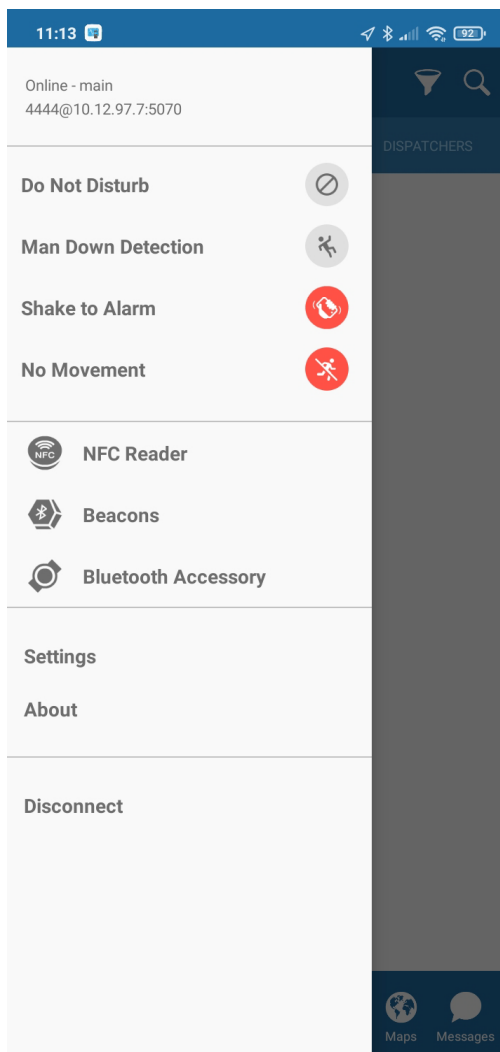 11:13
92
Online - main
4444@10.12.97.7:5070
DISPATCHERS
Do Not Disturb
Man Down Detection
Shake to Alarm
No Movement
NFC
NFC Reader
Beacons
Bluetooth Accessory
Settings
About
Disconnect
Maps
Messages